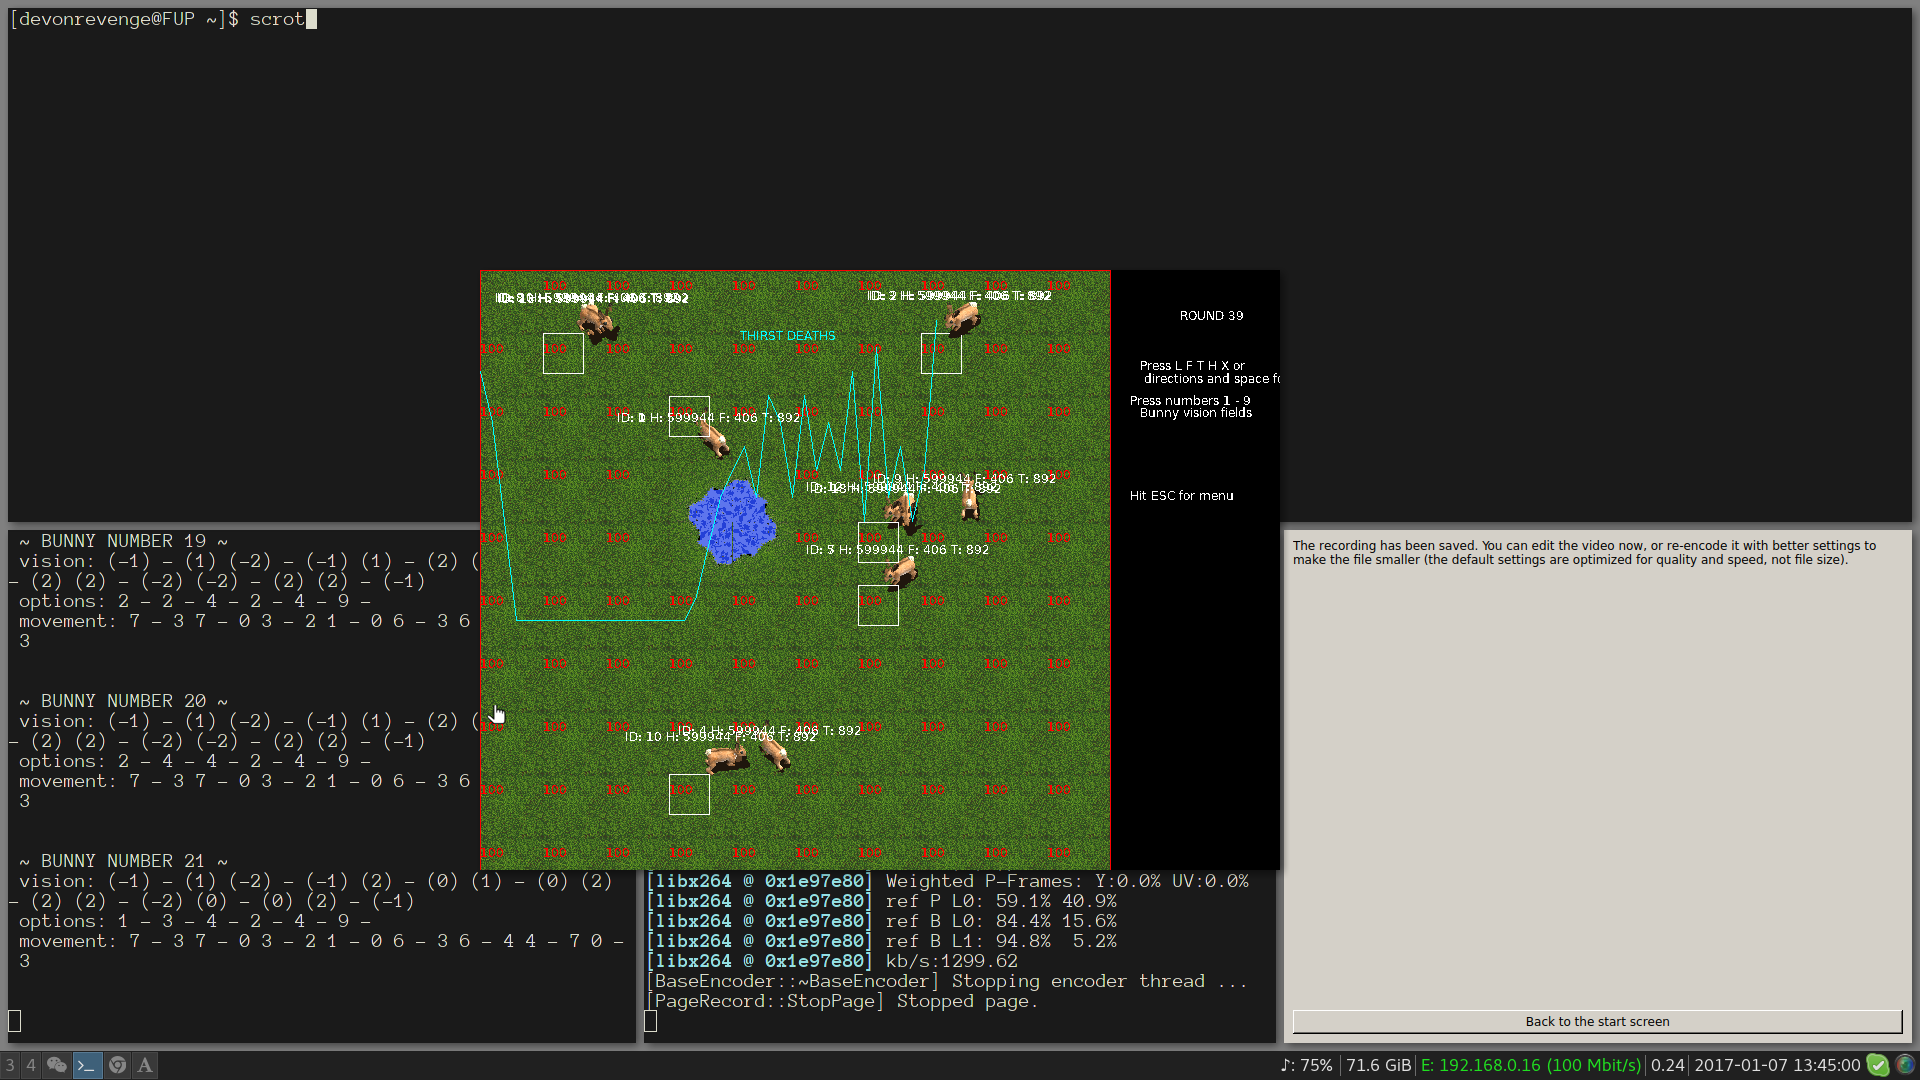 [devonrevenge@FUP ~]$ scrot
ID: 2 H: 599944 F: 406 T: 892
THIRST DEATHS
H: 599944 F: 406 T: 892
ID: 9 H: 599944 F: 406 T: 892
H: 599944 F: 406 T: 892
ID: 4 H: 599944 F: 406 T: 892
ID: 10 H: 599944 F: 406 T: 892
100 100 100 100 100 100 100 100 100
ROUND 39
Press L F T H X or
directions and space fo
Press numbers 1 - 9
Bunny vision fields
Hit ESC for menu
~ BUNNY NUMBER 19 ~
vision: (-1) - (1) (-2) - (-1) (1) - (2) (
- (2) (2) - (-2) (-2) - (2) (2) - (-1)
options: 2 - 2 - 4 - 2 - 4 - 9 -
movement: 7 - 3 7 - 0 3 - 2 1 - 0 6 - 3 6
3
~ BUNNY NUMBER 20 ~
vision: (-1) - (1) (-2) - (-1) (1) - (2) (
- (2) (2) - (-2) (-2) - (2) (2) - (-1)
options: 2 - 4 - 4 - 2 - 4 - 9 -
movement: 7 - 3 7 - 0 3 - 2 1 - 0 6 - 3 6
3
~ BUNNY NUMBER 21 ~
vision: (-1) - (1) (-2) - (-1) (2) - (0) (1) - (0) (2)
- (2) (2) - (-2) (0) - (0) (2) - (-1)
options: 1 - 3 - 4 - 2 - 4 - 9 -
movement: 7 - 3 7 - 0 3 - 2 1 - 0 6 - 3 6 - 4 4 - 7 0 -
3
[libx264 @ 0x1e97e80] Weighted P-Frames: Y:0.0% UV:0.0%
[libx264 @ 0x1e97e80] ref P L0: 59.1% 40.9%
[libx264 @ 0x1e97e80] ref B L0: 84.4% 15.6%
[libx264 @ 0x1e97e80] ref B L1: 94.8%  5.2%
[libx264 @ 0x1e97e80] kb/s:1299.62
[BaseEncoder::~BaseEncoder] Stopping encoder thread ...
[PageRecord::StopPage] Stopped page.
The recording has been saved. You can edit the video now, or re-encode it with better settings to
make the file smaller (the default settings are optimized for quality and speed, not file size).
Back to the start screen
3 4 A
♪: 75% 71.6 GiB E: 192.168.0.16 (100 Mbit/s) 0.24 2017-01-07 13:45:00